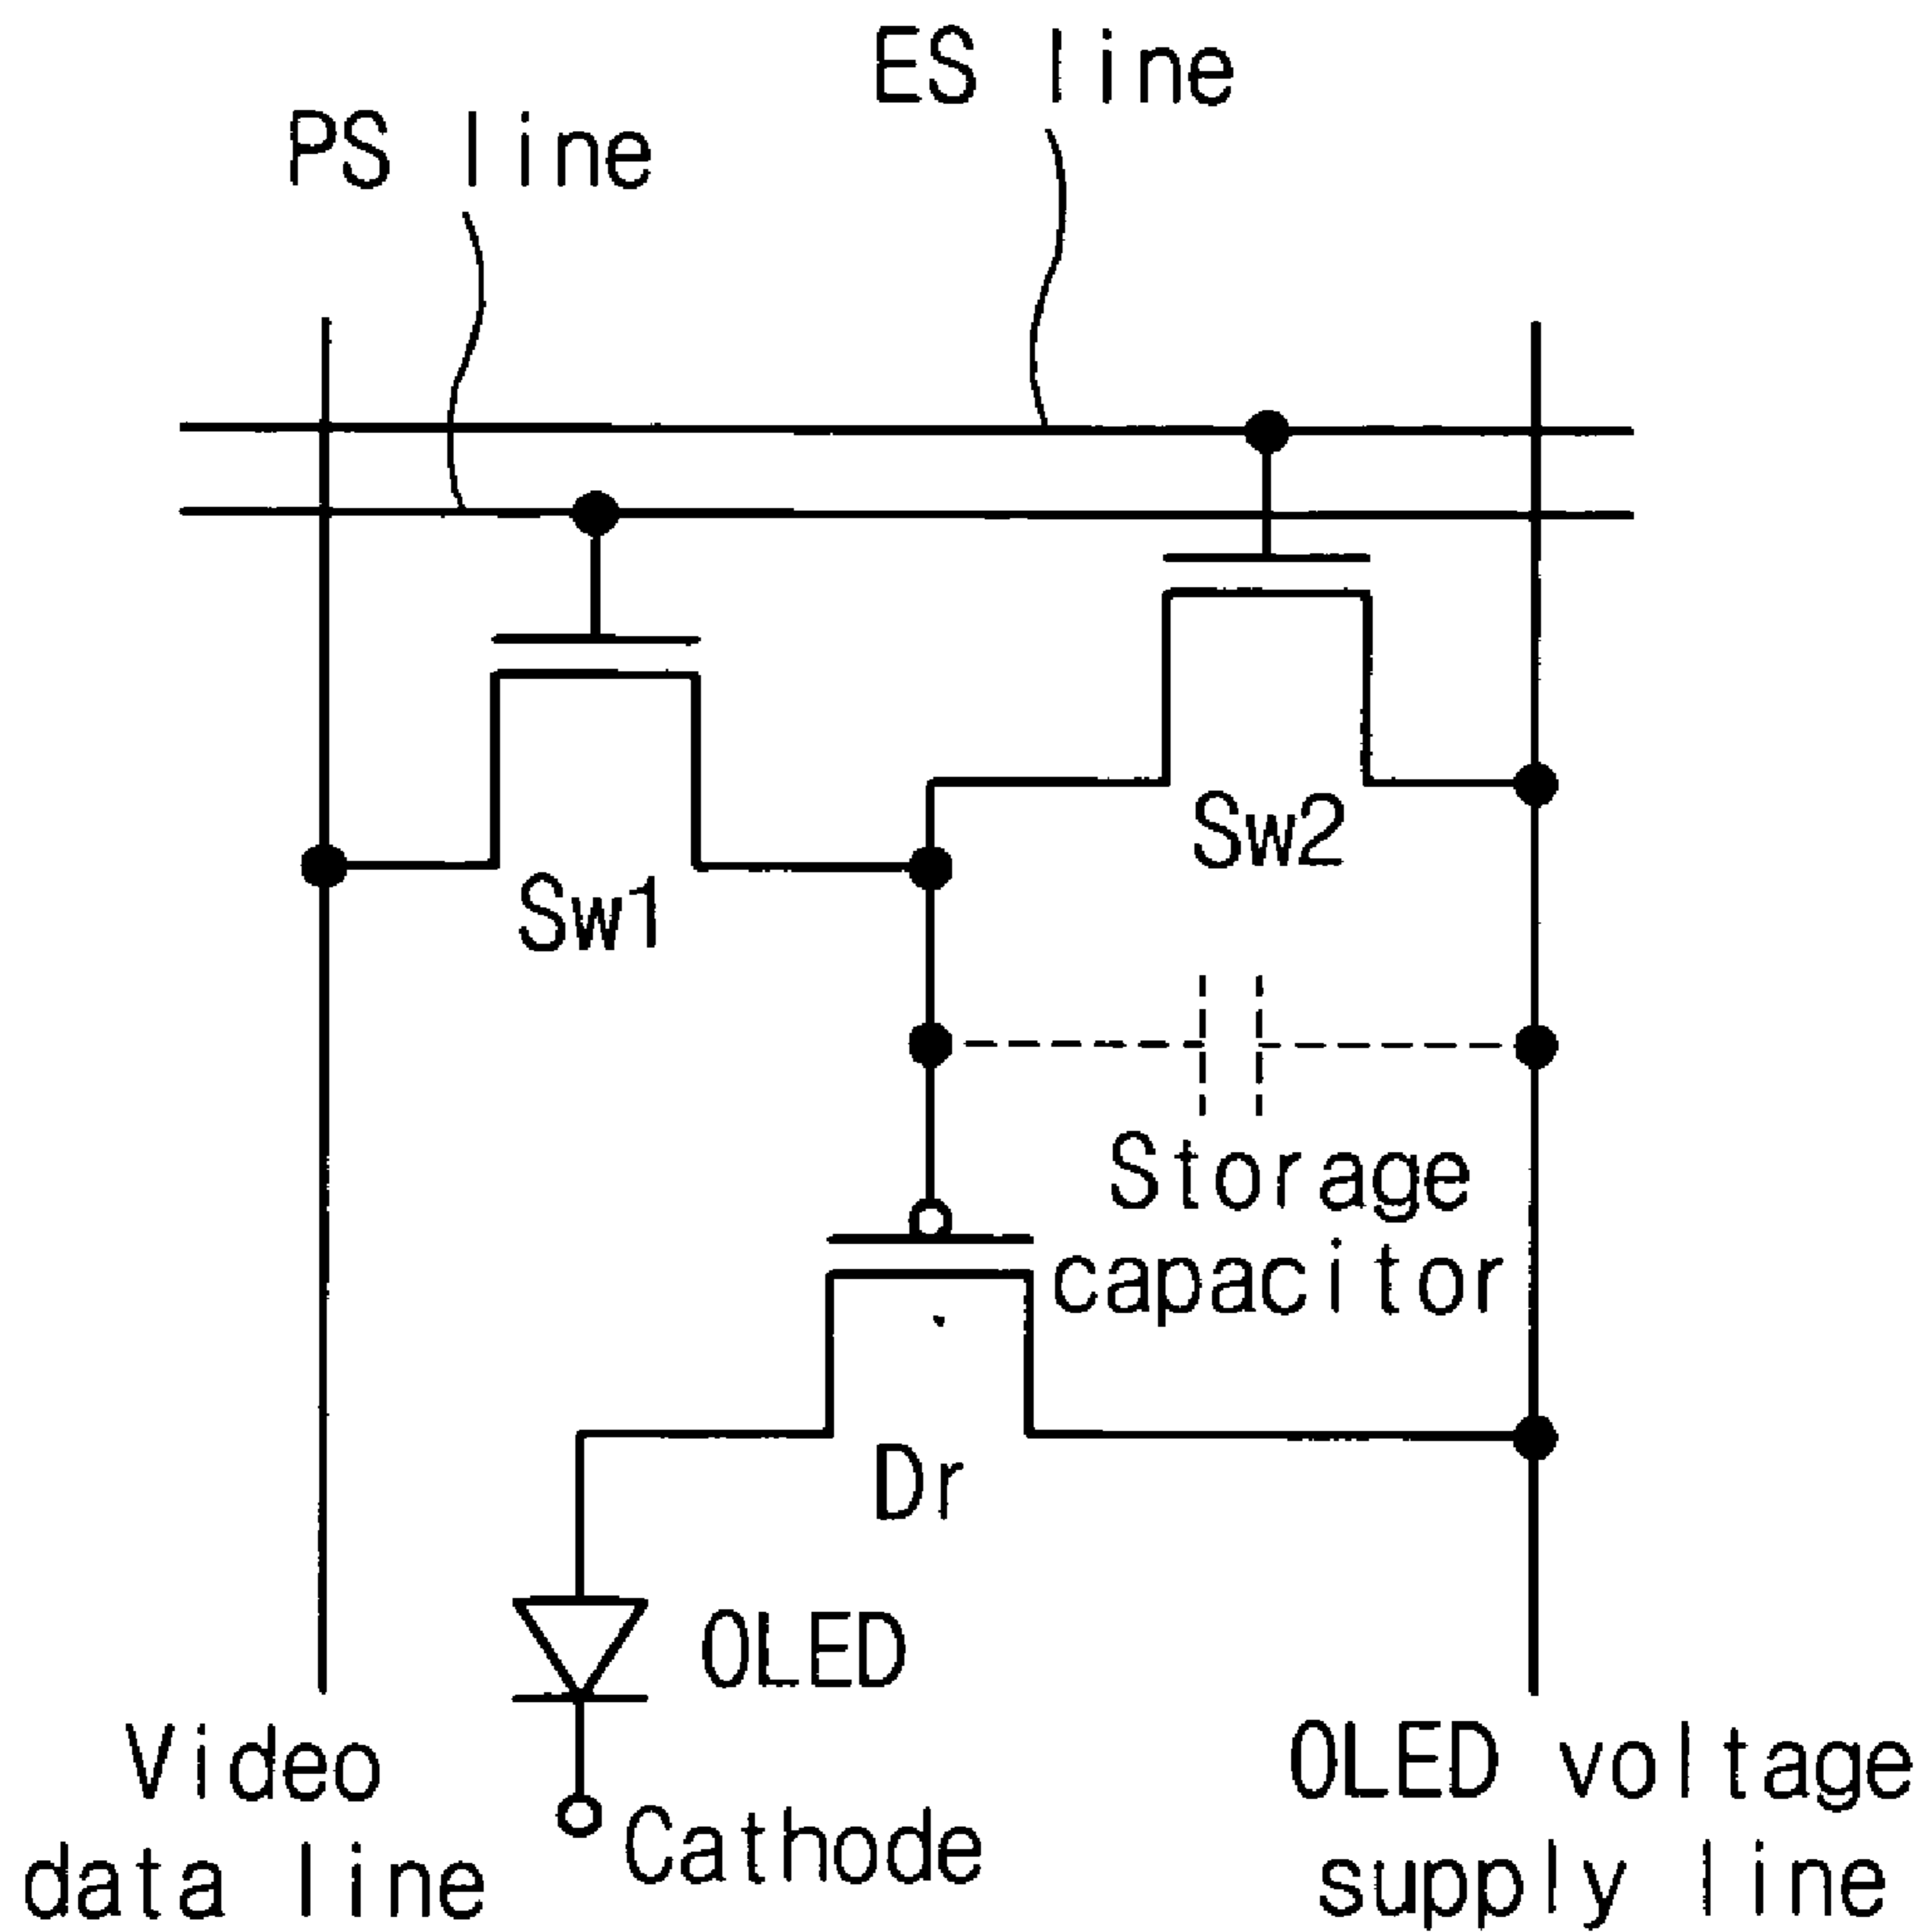 ES line
PS line
Sw2
Sw1
Storage
capacitor
Dr
OLED
Video
data line
Cathode
OLED voltage
supply line